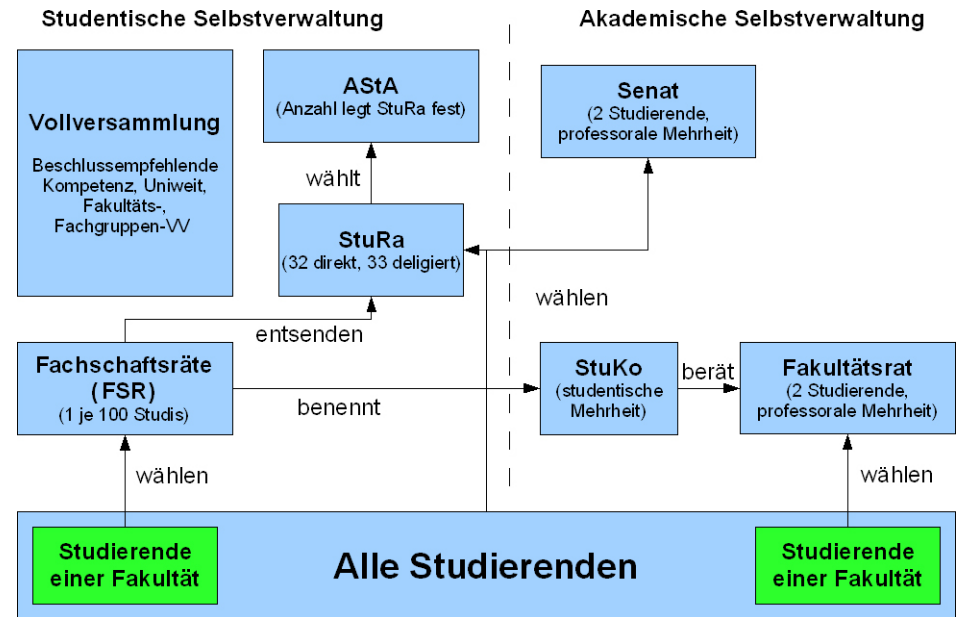 Studentische Selbstverwaltung
Akademische Selbstverwaltung
Vollversammlung
Beschlussempfehlende
Kompetenz, Uniweit,
Fakultäts-,
Fachgruppen-VV
AStA
(Anzahl legt StuRa fest)
Senat
(2 Studierende,
professorale Mehrheit)
wählt
StuRa
(32 direkt, 33 deligiert)
wählen
entsenden
Fachschaftsräte
(FSR)
(1 je 100 Studis)
benennt
StuKo
(studentische
Mehrheit)
berät
Fakultätsrat
(2 Studierende,
professorale Mehrheit)
wählen
wählen
Studierende
einer Fakultät
Alle Studierenden
Studierende
einer Fakultät